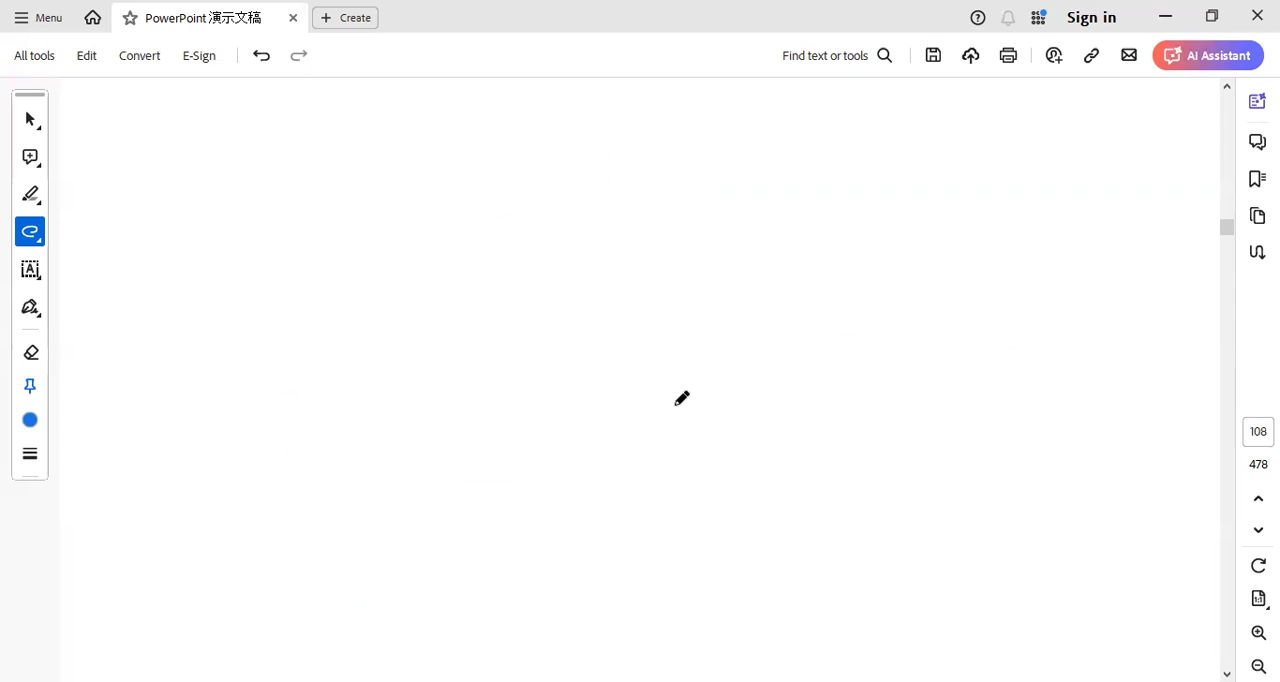 Menu PowerPoint 演示文稿 Create Sign in
All tools Edit Convert E-Sign Find text or tools AI Assistant
108
478